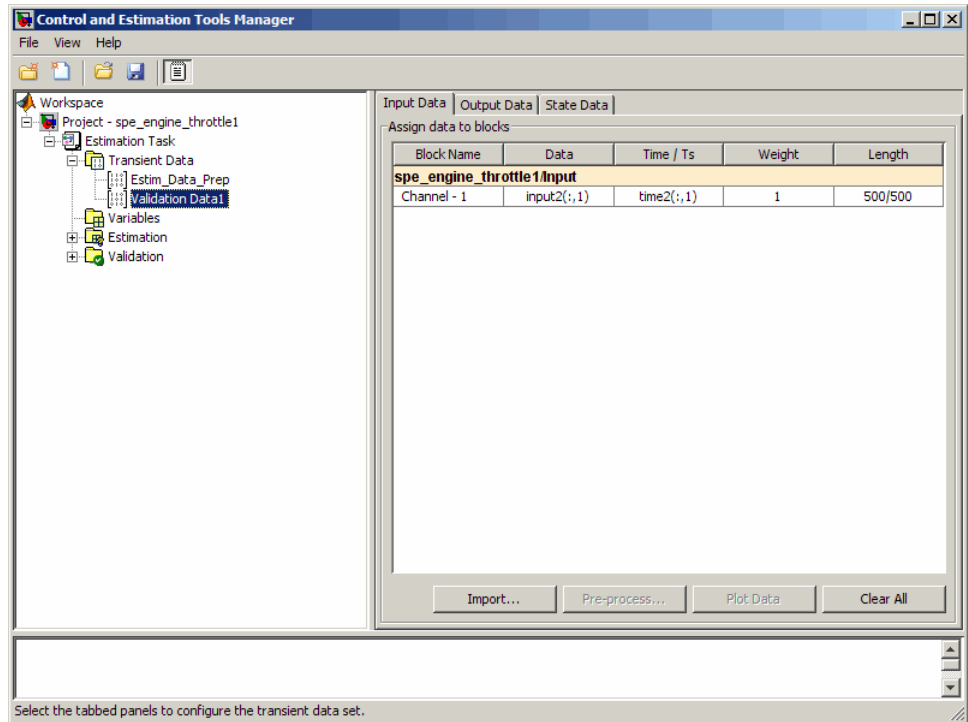 Control and Estimation Tools Manager
File View Help
Workspace
Project - spe_engine_throttle1
Estimation Task
Transient Data
Estim_Data_Prep
Validation Data1
Variables
Estimation
Validation
Input Data Output Data State Data
Assign data to blocks
Block Name Data Time / Ts Weight Length
spe_engine_throttle1/Input
Channel - 1 input2(:,1) time2(:,1) 1 500/500
Import... Pre-process... Plot Data Clear All
Select the tabbed panels to configure the transient data set.